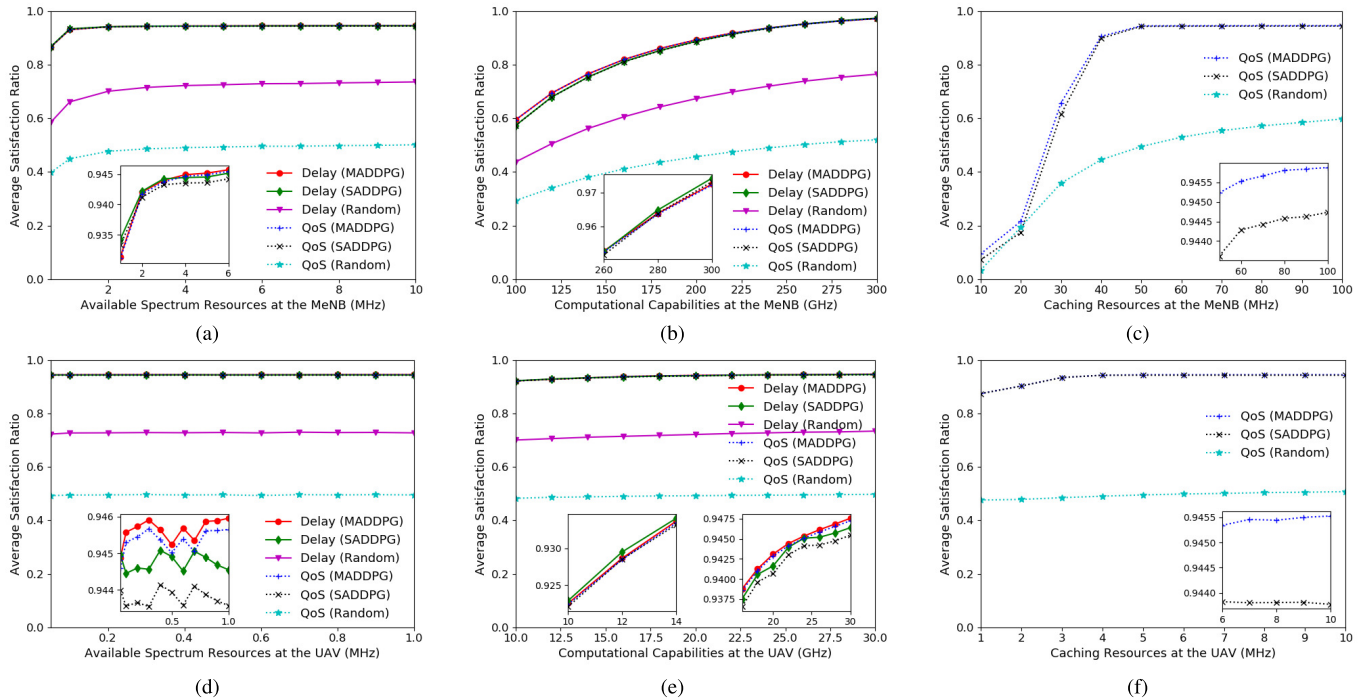 1.0
0.8
0.6
0.4
0.2
0.0
Average Satisfaction Ratio
0.945
0.940
0.935
2 4 6
Delay (MADDPG)
Delay (SADDPG)
Delay (Random)
QoS (MADDPG)
QoS (SADDPG)
QoS (Random)
2 4 6 8 10
Available Spectrum Resources at the MeNB (MHz)
(a)
1.0
0.8
0.6
0.4
0.2
0.0
Average Satisfaction Ratio
0.97
0.96
260 280 300
Delay (MADDPG)
Delay (SADDPG)
Delay (Random)
QoS (MADDPG)
QoS (SADDPG)
QoS (Random)
100 125 150 175 200 225 250 275 300
Computational Capabilities at the MeNB (GHz)
(b)
1.0
0.8
0.6
0.4
0.2
0.0
Average Satisfaction Ratio
QoS (MADDPG)
QoS (SADDPG)
QoS (Random)
0.9455
0.9445
0.9440
60 80 100
10 20 30 40 50 60 70 80 90 100
Caching Resources at the MeNB (MHz)
(c)
1.0
0.8
0.6
0.4
0.2
0.0
Average Satisfaction Ratio
0.946
0.945
0.944
0.5 1.0
Delay (MADDPG)
Delay (SADDPG)
Delay (Random)
QoS (MADDPG)
QoS (SADDPG)
QoS (Random)
0.2 0.4 0.6 0.8 1.0
Available Spectrum Resources at the UAV (MHz)
(d)
1.0
0.8
0.6
0.4
0.2
0.0
Average Satisfaction Ratio
Delay (MADDPG)
Delay (SADDPG)
Delay (Random)
QoS (MADDPG)
QoS (SADDPG)
QoS (Random)
0.930
0.925
10 12 14
0.9475
0.9450
0.9425
0.9400
0.9375
20 25 30
10.0 12.5 15.0 17.5 20.0 22.5 25.0 27.5 30.0
Computational Capabilities at the UAV (GHz)
(e)
1.0
0.8
0.6
0.4
0.2
0.0
Average Satisfaction Ratio
QoS (MADDPG)
QoS (SADDPG)
QoS (Random)
0.9455
0.9450
0.9445
0.9440
6 8 10
1 2 3 4 5 6 7 8 9 10
Caching Resources at the UAV (MHz)
(f)